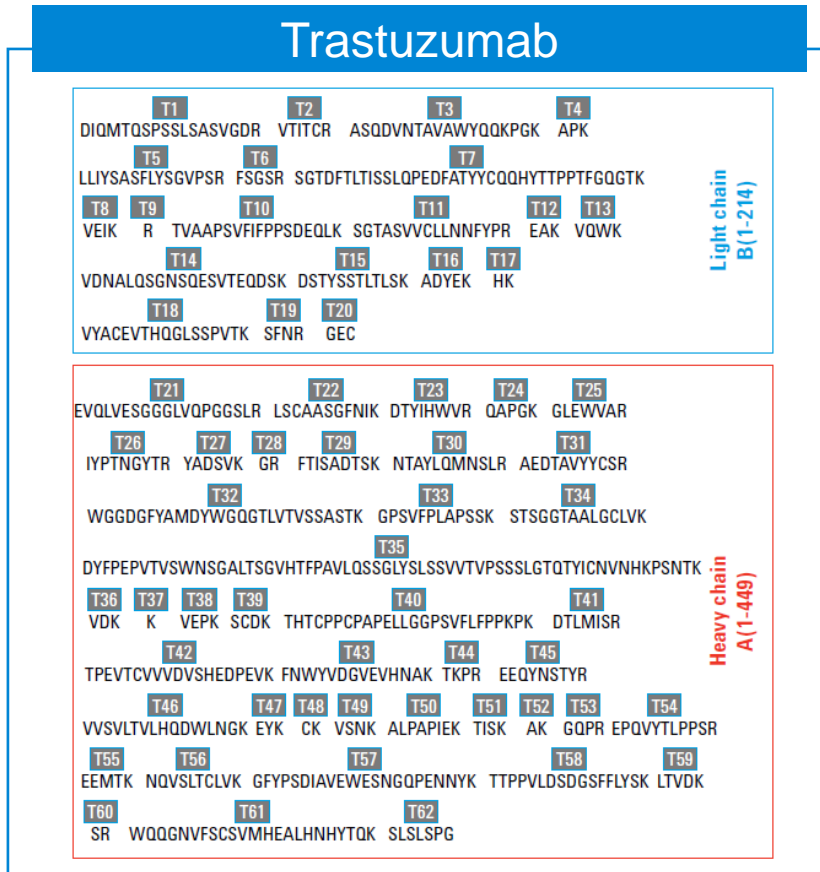 Trastuzumab
T1 T2 T3 T4
DIQMTQSPSSLSASVGDR VTITCR ASQDVNTAVAWYQQKPGK APK
T5 T6 T7
LLIYSASFLYSGVPSR FSGSR SGTDFTLTISSLQPEDFATYYCQQHYTTPPTFGQGTK
T8 T9 T10 T11 T12 T13
VEIK R TVAAPSVFIFPPSDEQLK SGTASVVCLLNNFYPR EAK VQWK
T14 T15 T16 T17
VDNALQSGNSQESVTEQDSK DSTYSSTLTLSK ADYEK HK
T18 T19 T20
VYACEVTHQGLSSPVTK SFNR GEC
Light chain
B(1-214)
T21 T22 T23 T24 T25
EVQLVESGGGLVQPGGSLR LSCAASGFNIK DTYIHWVR QAPGK GLEWVAR
T26 T27 T28 T29 T30 T31
IYPTNGYTR YADSVK GR FTISADTSK NTAYLQMNSLR AEDTAVYYCSR
T32 T33 T34
WGGDGFYAMDYWGQGTLVTVSSASTK GPSVFPLAPSSK STSGGTAALGCLVK
T35
DYFPEPVTVSWNSGALTSGVHTFPAVLQSSGLYSLSSVVTVPSSSLGTQTYICNVNHKPSNTK
T36 T37 T38 T39 T40 T41
VDK K VEPK SCDK THTCPPCPAPELLGGPSVFLFPPKPK DTLMISR
T42 T43 T44 T45
TPEVTCVVVDVSHEDPEVK FNWYVDGVEVHNAK TKPR EEQYNSTYR
T46 T47 T48 T49 T50 T51 T52 T53 T54
VVSVLTVLHQDWLNGK EYK CK VSNK ALPAPIEK TISK AK GQPR EPQVYTLPPSR
T55 T56 T57 T58 T59
EEMTK NQVSLTCLVK GFYPSDIAVEWESNGQPENNYK TTPPVLDSDGSFFLYSK LTVDK
T60 T61 T62
SR WQQGNVFSCSVMHEALHNHYTQK SLSLSPG
Heavy chain
A(1-449)